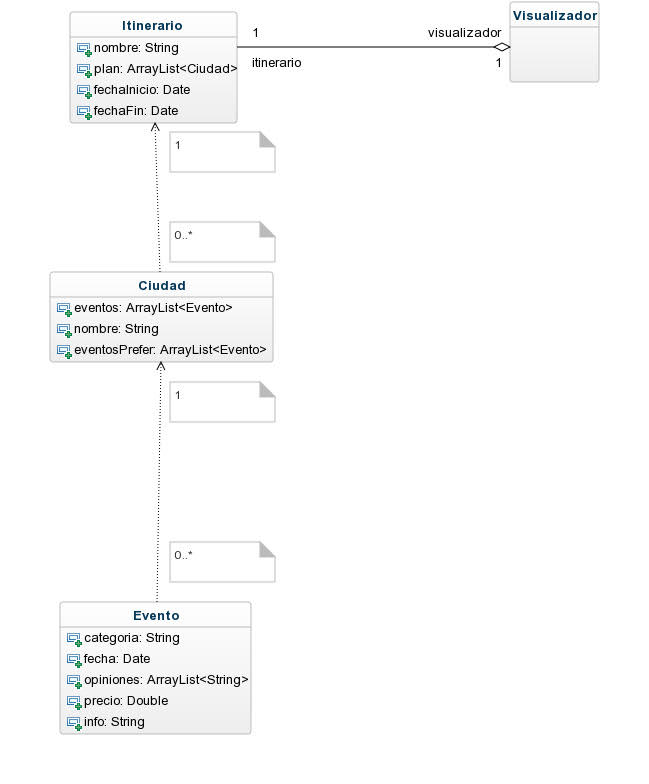 Itinerario
nombre: String
plan: ArrayList<Ciudad>
fechaInicio: Date
fechaFin: Date
1
itinerario
visualizador
1
Visualizador
1
0..*
Ciudad
eventos: ArrayList<Evento>
nombre: String
eventosPrefer: ArrayList<Evento>
1
0..*
Evento
categoria: String
fecha: Date
opiniones: ArrayList<String>
precio: Double
info: String